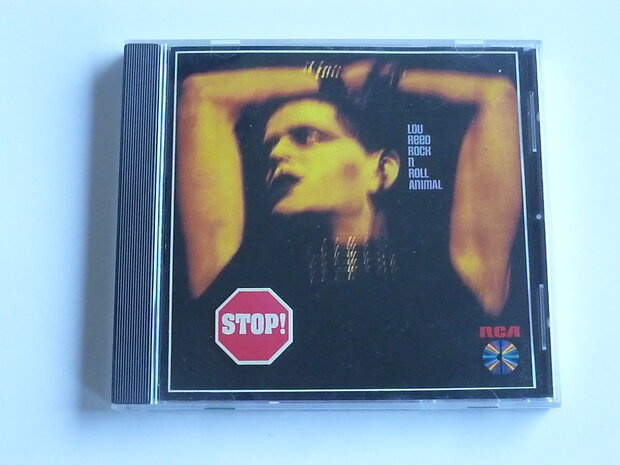 LOU
REED
ROCK
N
ROLL
ANIMAL
STOP!
RCA